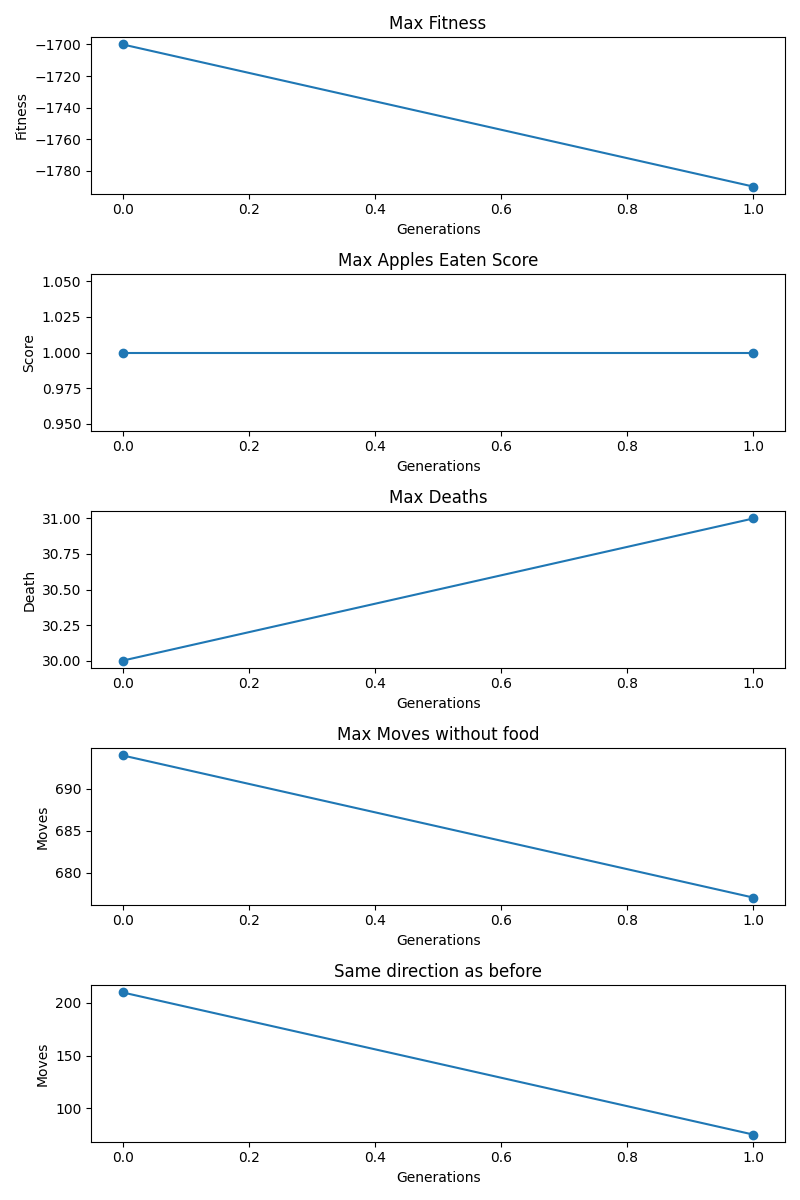 Max Fitness
Fitness
−1700
−1720
−1740
−1760
−1780
0.0 0.2 0.4 0.6 0.8 1.0
Generations
Max Apples Eaten Score
Score
1.050
1.025
1.000
0.975
0.950
0.0 0.2 0.4 0.6 0.8 1.0
Generations
Max Deaths
Death
31.00
30.75
30.50
30.25
30.00
0.0 0.2 0.4 0.6 0.8 1.0
Generations
Max Moves without food
Moves
690
685
680
0.0 0.2 0.4 0.6 0.8 1.0
Generations
Same direction as before
Moves
200
150
100
0.0 0.2 0.4 0.6 0.8 1.0
Generations